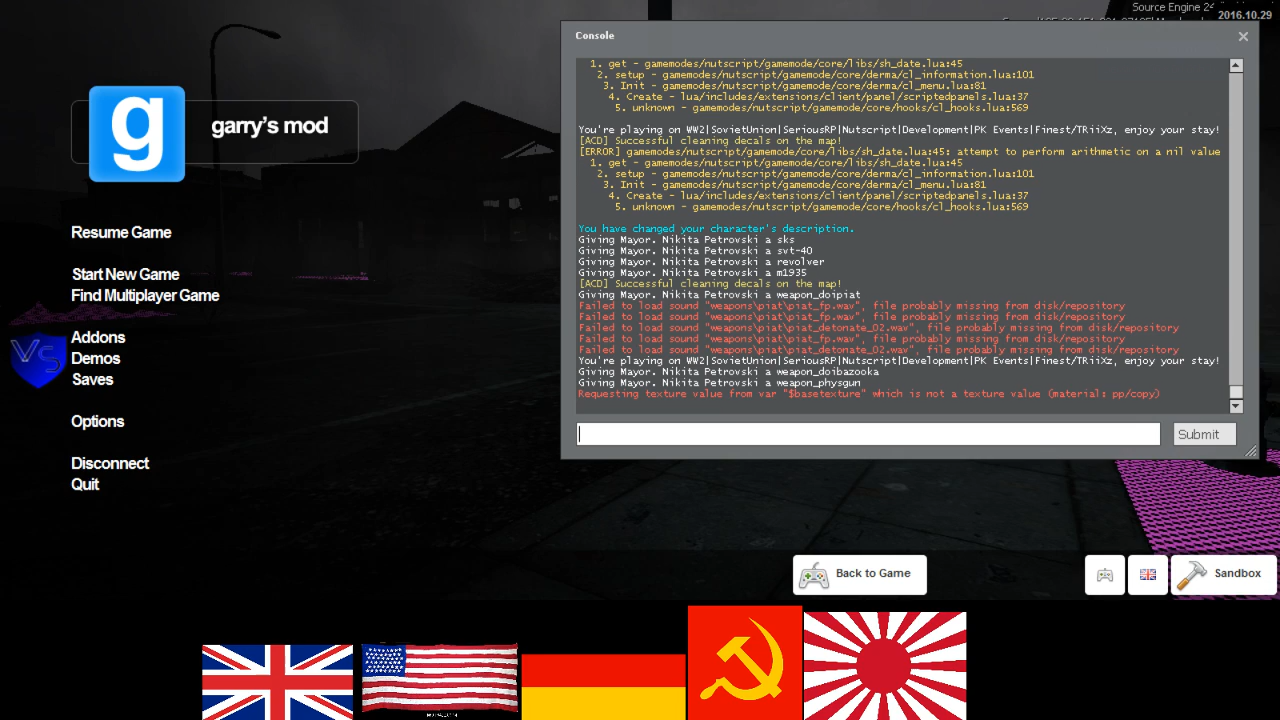 Source Engine 24
2016.10.29
g
garry's mod
Resume Game
Start New Game
Find Multiplayer Game
VS
Addons
Demos
Saves
Options
Disconnect
Quit
Console
1. get - gamemodes/nutscript/gamemode/core/libs/sh_date.lua:45
2. setup - gamemodes/nutscript/gamemode/core/derma/cl_information.lua:101
3. Init - gamemodes/nutscript/gamemode/core/derma/cl_menu.lua:81
4. Create - lua/includes/extensions/client/panel/scriptedpanels.lua:37
5. unknown - gamemodes/nutscript/gamemode/core/hooks/cl_hooks.lua:569
You're playing on WW2|SovietUnion|SeriousRP|Nutscript|Development|PK Events|Finest/TRiiXz, enjoy your stay!
[ACD] Successful cleaning decals on the map!
[ERROR] gamemodes/nutscript/gamemode/core/libs/sh_date.lua:45: attempt to perform arithmetic on a nil value
1. get - gamemodes/nutscript/gamemode/core/libs/sh_date.lua:45
2. setup - gamemodes/nutscript/gamemode/core/derma/cl_information.lua:101
3. Init - gamemodes/nutscript/gamemode/core/derma/cl_menu.lua:81
4. Create - lua/includes/extensions/client/panel/scriptedpanels.lua:37
5. unknown - gamemodes/nutscript/gamemode/core/hooks/cl_hooks.lua:569
You have changed your character's description.
Giving Mayor. Nikita Petrovski a sks
Giving Mayor. Nikita Petrovski a svt-40
Giving Mayor. Nikita Petrovski a revolver
Giving Mayor. Nikita Petrovski a m1935
[ACD] Successful cleaning decals on the map!
Giving Mayor. Nikita Petrovski a weapon_doipiat
Failed to load sound "weapons\piat\piat_fp.wav", file probably missing from disk/repository
Failed to load sound "weapons\piat\piat_fp.wav", file probably missing from disk/repository
Failed to load sound "weapons\piat\piat_detonate_02.wav", file probably missing from disk/repository
Failed to load sound "weapons\piat\piat_fp.wav", file probably missing from disk/repository
Failed to load sound "weapons\piat\piat_detonate_02.wav", file probably missing from disk/repository
You're playing on WW2|SovietUnion|SeriousRP|Nutscript|Development|PK Events|Finest/TRiiXz, enjoy your stay!
Giving Mayor. Nikita Petrovski a weapon_doibazooka
Giving Mayor. Nikita Petrovski a weapon_physgun
Requesting texture value from var "$basetexture" which is not a texture value (material: pp/copy)
Submit
Back to Game
Sandbox